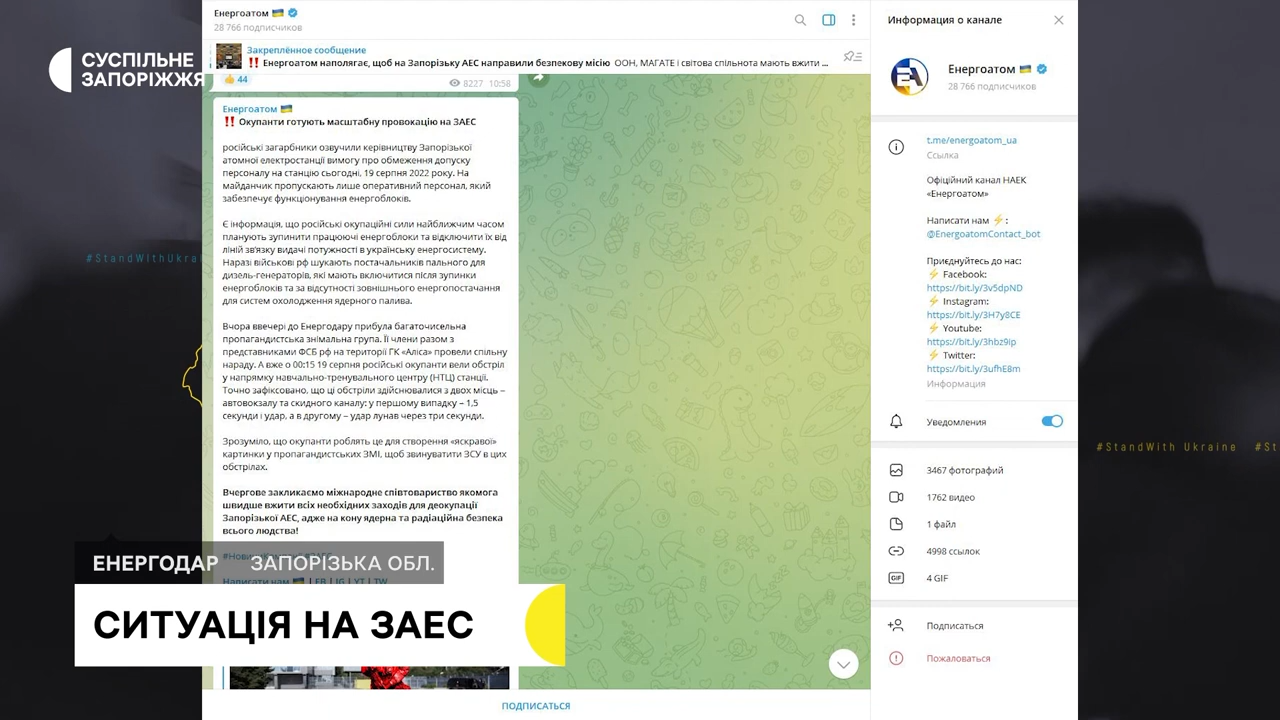 СУСПІЛЬНЕ
ЗАПОРІЖЖЯ
Енергоатом
28 766 подписчиков
Закреплённое сообщение
‼️ Енергоатом наполягає, щоб на Запорізьку АЕС направили безпекову місію ООН, МАГАТЕ і світова спільнота мають вжити ...
44
8227 10:58
Енергоатом
‼️ Окупанти готують масштабну провокацію на ЗАЕС
російські загарбники озвучили керівництву Запорізької
атомної електростанції вимогу про обмеження допуску
персоналу на станцію сьогодні, 19 серпня 2022 року. На
майданчик пропускають лише оперативний персонал, який
забезпечує функціонування енергоблоків.
Є інформація, що російські окупаційні сили найближчим часом
планують зупинити працюючі енергоблоки та відключити їх від
ліній зв'язку видачі потужності в українську енергосистему.
Наразі військові рф шукають постачальників пального для
дизель-генераторів, які мають включитися після зупинки
енергоблоків та за відсутності зовнішнього енергопостачання
для систем охолодження ядерного палива.
Вчора ввечері до Енергодару прибула багаточисельна
пропагандистська знімальна група. Її члени разом з
представниками ФСБ рф на території ГК «Аліса» провели спільну
нараду. А вже о 00:15 19 серпня російські окупанти вели обстріл
у напрямку навчально-тренувального центру (НТЦ) станції.
Точно зафіксовано, що ці обстріли здійснювалися з двох місць –
автовокзалу та скидного каналу: у першому випадку – 1,5
секунди і удар, а в другому – удар лунав через три секунди.
Зрозуміло, що окупанти роблять це для створення «яскравої»
картинки у пропагандистських ЗМІ, щоб звинуватити ЗСУ в цих
обстрілах.
Вчергове закликаємо міжнародне співтовариство якомога
швидше вжити всіх необхідних заходів для деокупації
Запорізької АЕС, адже на кону ядерна та радіаційна безпека
всього людства!
Написати нам | FB | IG | YT | TW
ЕНЕРГОДАР ЗАПОРІЗЬКА ОБЛ.
СИТУАЦІЯ НА ЗАЕС
ПОДПИСАТЬСЯ
Информация о канале
Енергоатом
28 766 подписчиков
t.me/energoatom_ua
Ссылка
Офіційний канал НАЕК
«Енергоатом»
Написати нам ⚡:
@EnergoatomContact_bot
Приєднуйтесь до нас:
⚡ Facebook:
https://bit.ly/3v5dpND
⚡ Instagram:
https://bit.ly/3H7y8CE
⚡ Youtube:
https://bit.ly/3hbz9ip
⚡ Twitter:
https://bit.ly/3ufhE8m
Информация
Уведомления
3467 фотографий
1762 видео
1 файл
4998 ссылок
GIF 4 GIF
Подписаться
Пожаловаться
#StandWithUkrai
#StandWith Ukraine #St